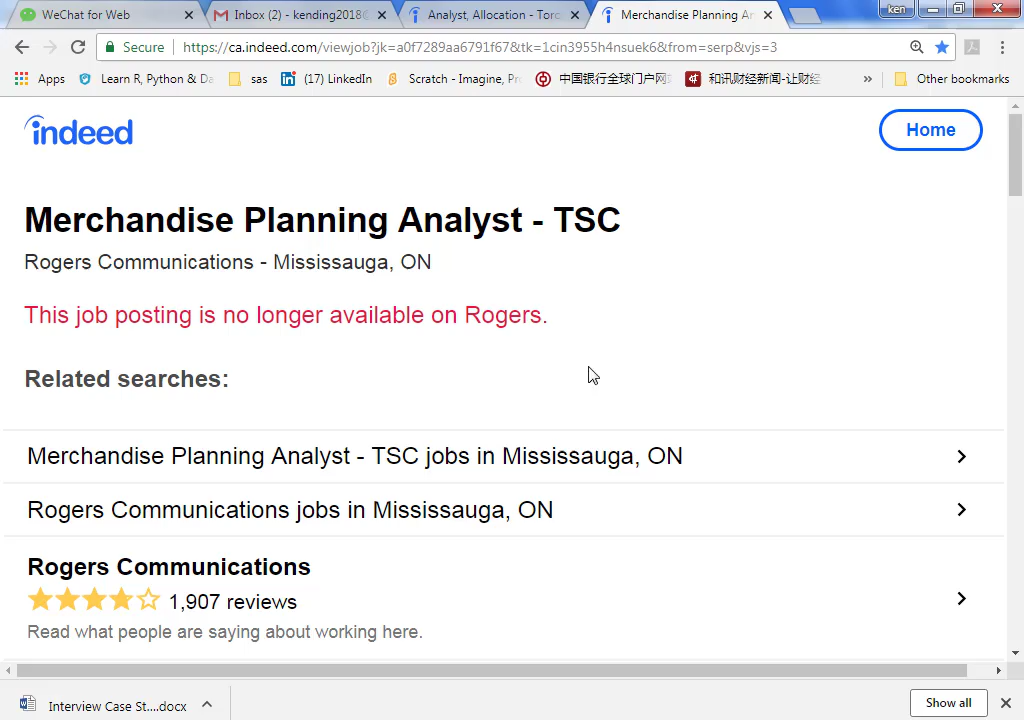 WeChat for Web
Inbox (2) - kending2018@
Analyst, Allocation - Torc
Merchandise Planning An
ken
Secure
https://ca.indeed.com/viewjob?jk=a0f7289aa6791f67&tk=1cin3955h4nsuek6&from=serp&vjs=3
Apps
Learn R, Python & Da
sas
(17) LinkedIn
Scratch - Imagine, Pro
中国银行全球门户网
和讯财经新闻-让财经
»
Other bookmarks
indeed
Home
Merchandise Planning Analyst - TSC
Rogers Communications - Mississauga, ON
This job posting is no longer available on Rogers.
Related searches:
Merchandise Planning Analyst - TSC jobs in Mississauga, ON
Rogers Communications jobs in Mississauga, ON
Rogers Communications
1,907 reviews
Read what people are saying about working here.
Interview Case St....docx
Show all